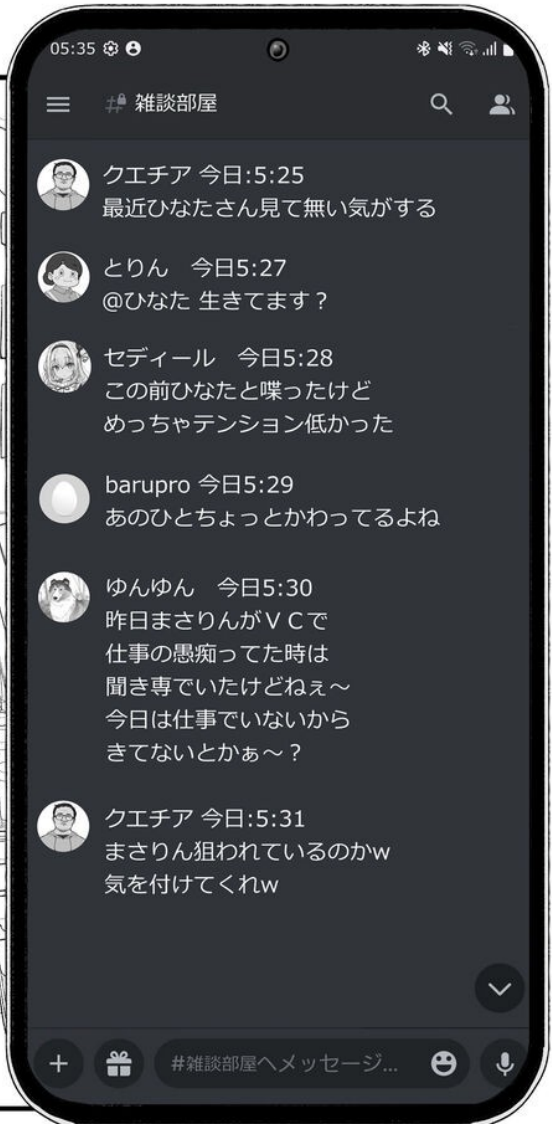 05:35
雑談部屋
クエチア 今日:5:25
最近ひなたさん見て無い気がする
とりん 今日5:27
@ひなた 生きてます?
セディール 今日5:28
この前ひなたと喋ったけど
めっちゃテンション低かった
barupro 今日5:29
あのひとちょっとかわってるよね
ゆんゆん 今日5:30
昨日まさりんがVCで
仕事の愚痴ってた時は
聞き専でいたけどねぇ~
今日は仕事でいないから
きてないとかぁ~?
クエチア 今日:5:31
まさりん狙われているのかw
気を付けてくれw
#雑談部屋へメッセージ...